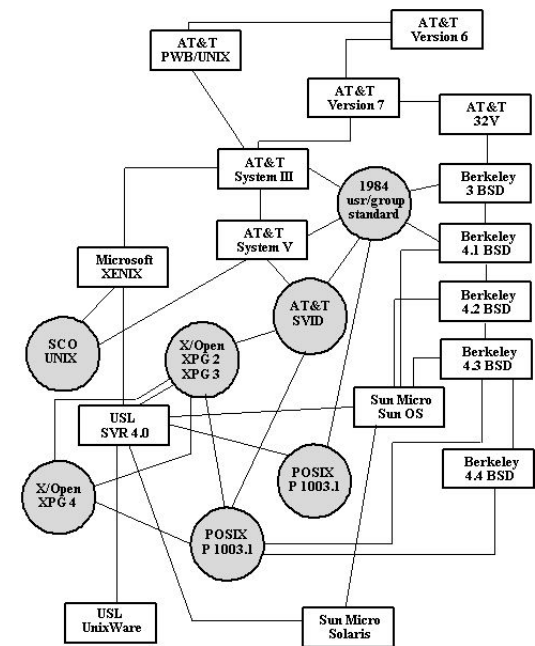 AT&T
Version 6
AT&T
PWB/UNIX
AT&T
Version 7
AT&T
32V
AT&T
System III
1984
usr/group
standard
Berkeley
3 BSD
AT&T
System V
Berkeley
4.1 BSD
Microsoft
XENIX
Berkeley
4.2 BSD
AT&T
SVID
SCO
UNIX
X/Open
XPG 2
XPG 3
Berkeley
4.3 BSD
Sun Micro
Sun OS
USL
SVR 4.0
Berkeley
4.4 BSD
POSIX
P 1003.1
X/Open
XPG 4
POSIX
P 1003.1
USL
UnixWare
Sun Micro
Solaris